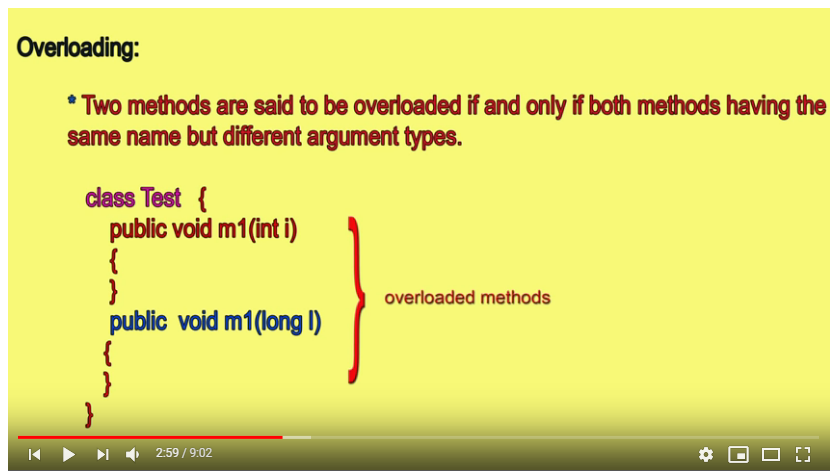 Overloading:
* Two methods are said to be overloaded if and only if both methods having the
same name but different argument types.
class Test {
public void m1(int i)
{
}
overloaded methods
public void m1(long l)
{
}
}
2:59 / 9:02